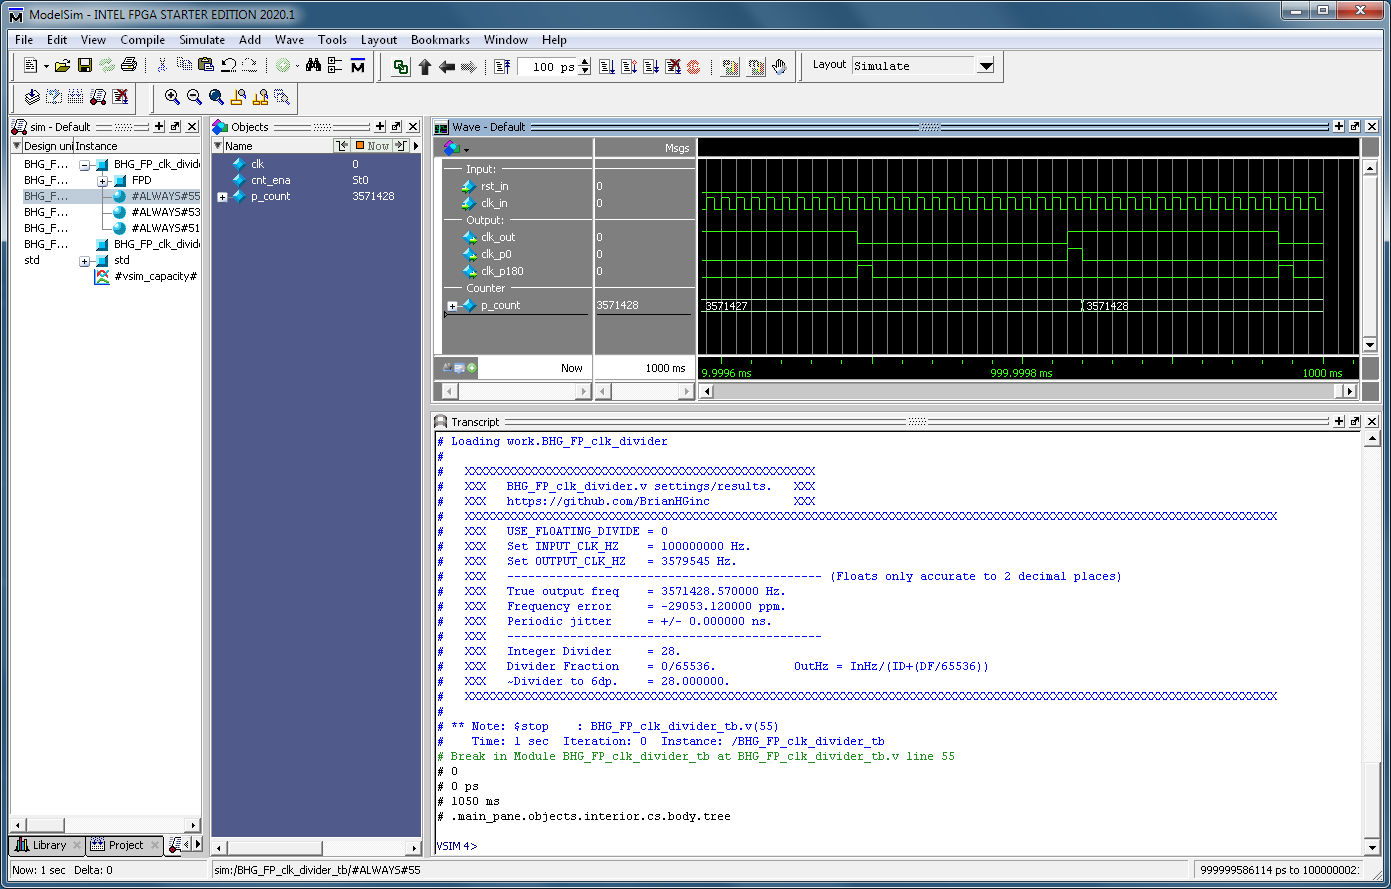 ModelSim - INTEL FPGA STARTER EDITION 2020.1
File Edit View Compile Simulate Add Wave Tools Layout Bookmarks Window Help
100 ps
Layout Simulate
sim - Default
Design un Instance
BHG_F... BHG_FP_clk_divid
BHG_F... FPD
BHG_F... #ALWAYS#55
BHG_F... #ALWAYS#53
BHG_F... #ALWAYS#51
BHG_F... BHG_FP_clk_divid
std std
#vsim_capacity#
Library Project
Objects
Name Now
clk 0
cnt_ena St0
p_count 3571428
Wave - Default
Msgs
Input:
rst_in 0
clk_in 0
Output:
clk_out 0
clk_p0 0
clk_p180 0
Counter
p_count 3571428 3571427 3571428
Now 1000 ms 9.9996 ms 999.9998 ms 1000 ms
Transcript
# Loading work.BHG_FP_clk_divider
#
# XXXXXXXXXXXXXXXXXXXXXXXXXXXXXXXXXXXXXXXXXXXXXXXXXX
# XXX BHG_FP_clk_divider.v settings/results. XXX
# XXX https://github.com/BrianHGinc XXX
# XXXXXXXXXXXXXXXXXXXXXXXXXXXXXXXXXXXXXXXXXXXXXXXXXXXXXXXXXXXXXXXXXXXXXXXXXXXXXXXXXXXXXXXXXXXXXXXXXXXXXXXXXXXXXXXXXXXX
# XXX USE_FLOATING_DIVIDE = 0
# XXX Set INPUT_CLK_HZ = 100000000 Hz.
# XXX Set OUTPUT_CLK_HZ = 3579545 Hz.
# XXX --------------------------------------------- (Floats only accurate to 2 decimal places)
# XXX True output freq = 3571428.570000 Hz.
# XXX Frequency error = -29053.120000 ppm.
# XXX Periodic jitter = +/- 0.000000 ns.
# XXX ---------------------------------------------
# XXX Integer Divider = 28.
# XXX Divider Fraction = 0/65536. OutHz = InHz/(ID+(DF/65536))
# XXX ~Divider to 6dp. = 28.000000.
# XXXXXXXXXXXXXXXXXXXXXXXXXXXXXXXXXXXXXXXXXXXXXXXXXXXXXXXXXXXXXXXXXXXXXXXXXXXXXXXXXXXXXXXXXXXXXXXXXXXXXXXXXXXXXXXXXXXX
#
# ** Note: $stop : BHG_FP_clk_divider_tb.v(55)
# Time: 1 sec Iteration: 0 Instance: /BHG_FP_clk_divider_tb
# Break in Module BHG_FP_clk_divider_tb at BHG_FP_clk_divider_tb.v line 55
# 0
# 0 ps
# 1050 ms
# .main_pane.objects.interior.cs.body.tree
VSIM 4>
Now: 1 sec Delta: 0 sim:/BHG_FP_clk_divider_tb/#ALWAYS#55 999999586114 ps to 100000002